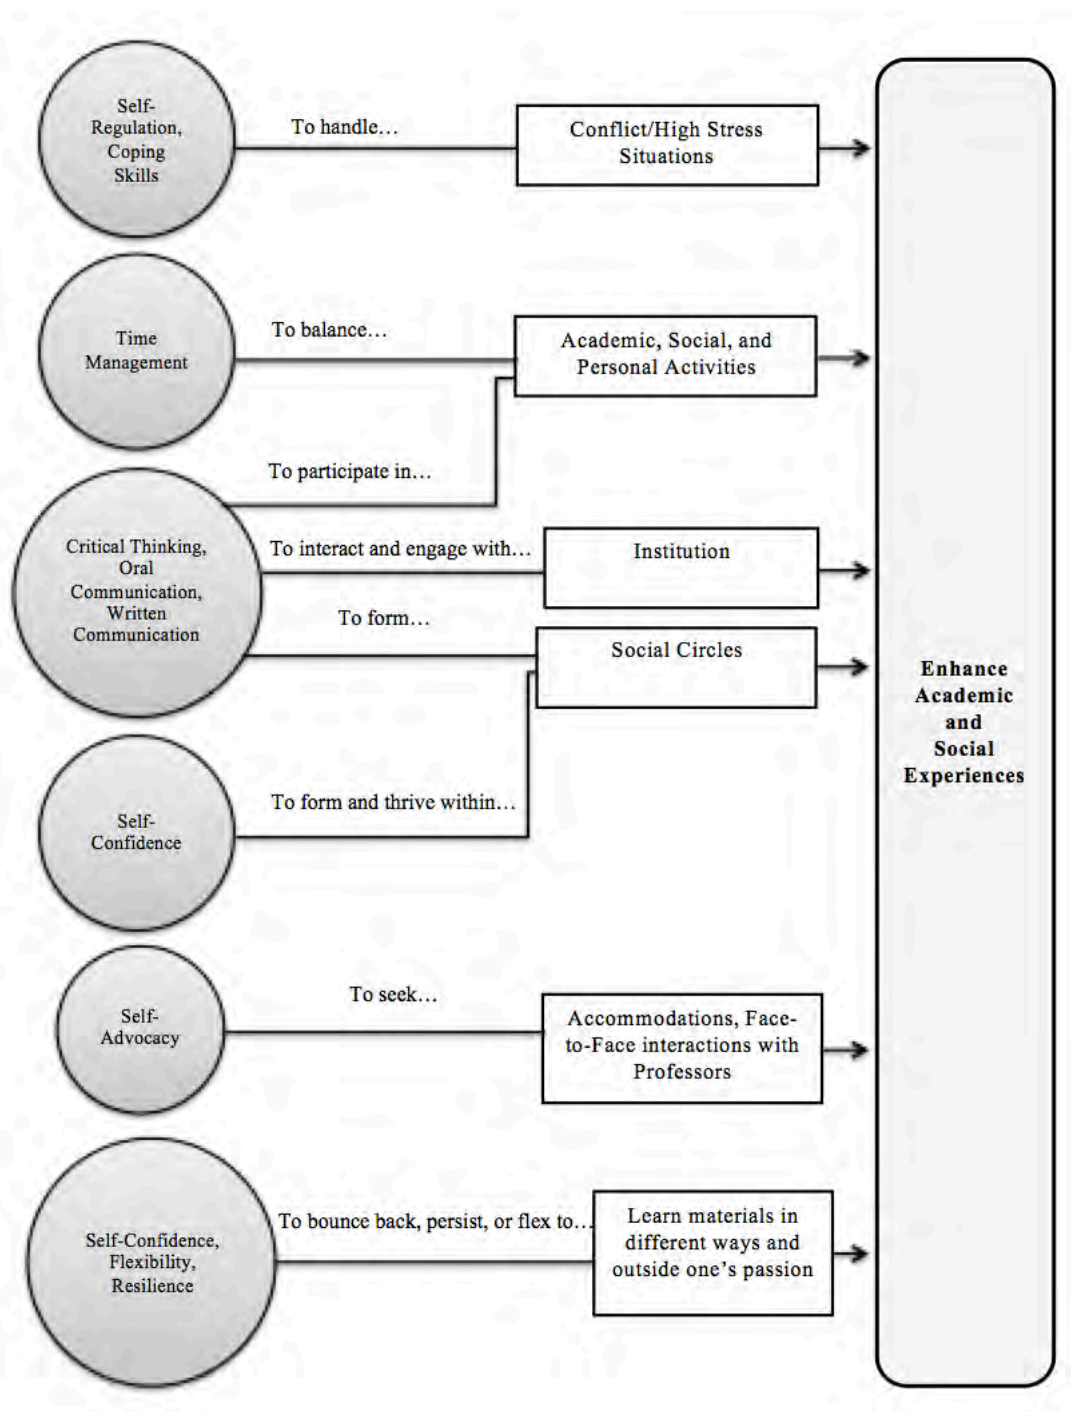 Self-
Regulation,
Coping
Skills
To handle…
Conflict/High Stress
Situations
Time
Management
To balance…
Academic, Social, and
Personal Activities
To participate in…
Critical Thinking,
Oral
Communication,
Written
Communication
To interact and engage with…
Institution
To form…
Social Circles
Self-
Confidence
To form and thrive within…
Self-
Advocacy
To seek…
Accommodations, Face-
to-Face interactions with
Professors
Self-Confidence,
Flexibility,
Resilience
To bounce back, persist, or flex to…
Learn materials in
different ways and
outside one’s passion
Enhance
Academic
and
Social
Experiences